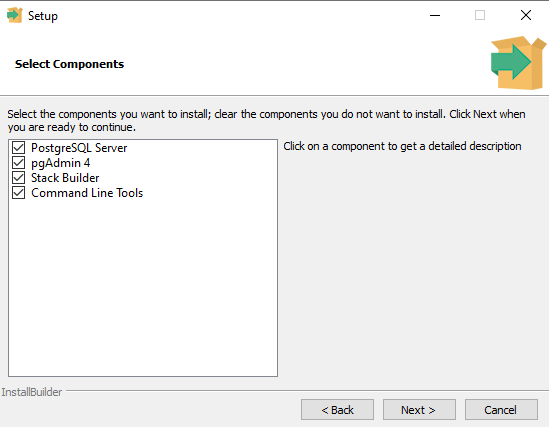 Setup
Select Components
Select the components you want to install; clear the components you do not want to install. Click Next when
you are ready to continue.
PostgreSQL Server
pgAdmin 4
Stack Builder
Command Line Tools
Click on a component to get a detailed description
InstallBuilder
< Back
Next >
Cancel